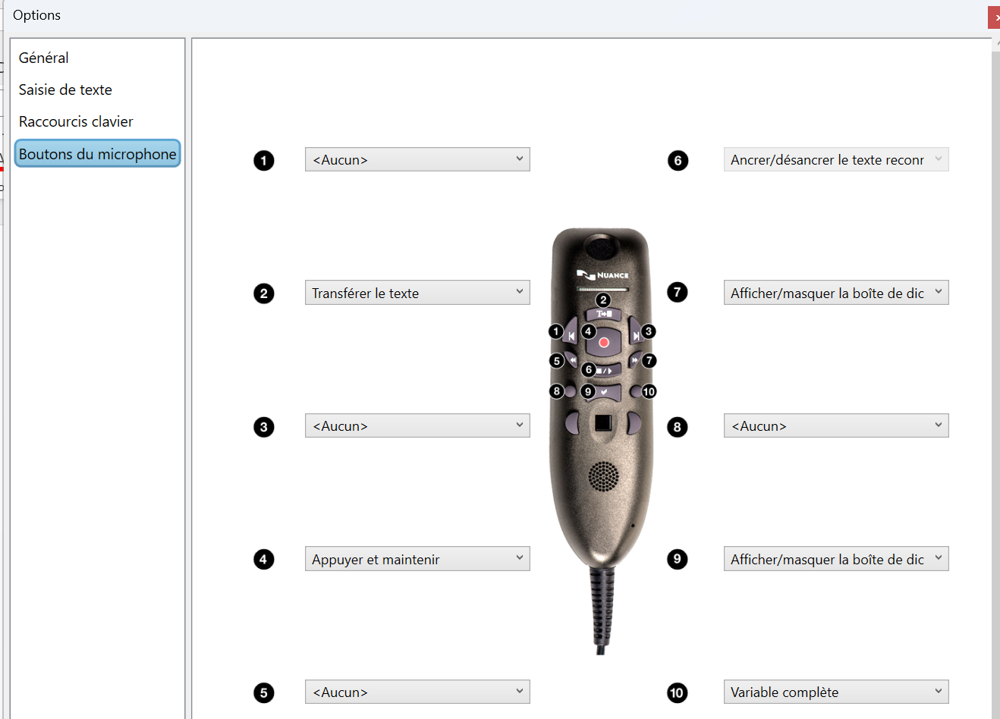 Options
Général
Saisie de texte
Raccourcis clavier
Boutons du microphone
1 <Aucun>
6 Ancrer/désancrer le texte reconr
2 Transférer le texte
7 Afficher/masquer la boîte de dic
3 <Aucun>
8 <Aucun>
4 Appuyer et maintenir
9 Afficher/masquer la boîte de dic
5 <Aucun>
10 Variable complète
NUANCE
2
T
1 4 3
5 7
6
8 9 10